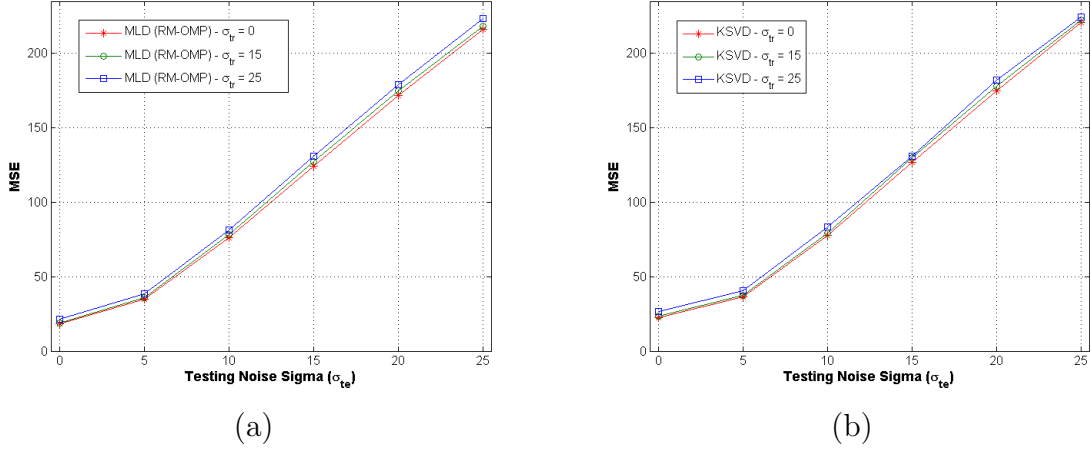 MLD (RM-OMP) - σtr = 0
MLD (RM-OMP) - σtr = 15
MLD (RM-OMP) - σtr = 25
200
150
100
50
0
MSE
0 5 10 15 20 25
Testing Noise Sigma (σte)
(a)
KSVD - σtr = 0
KSVD - σtr = 15
KSVD - σtr = 25
200
150
100
50
0
MSE
0 5 10 15 20 25
Testing Noise Sigma (σte)
(b)